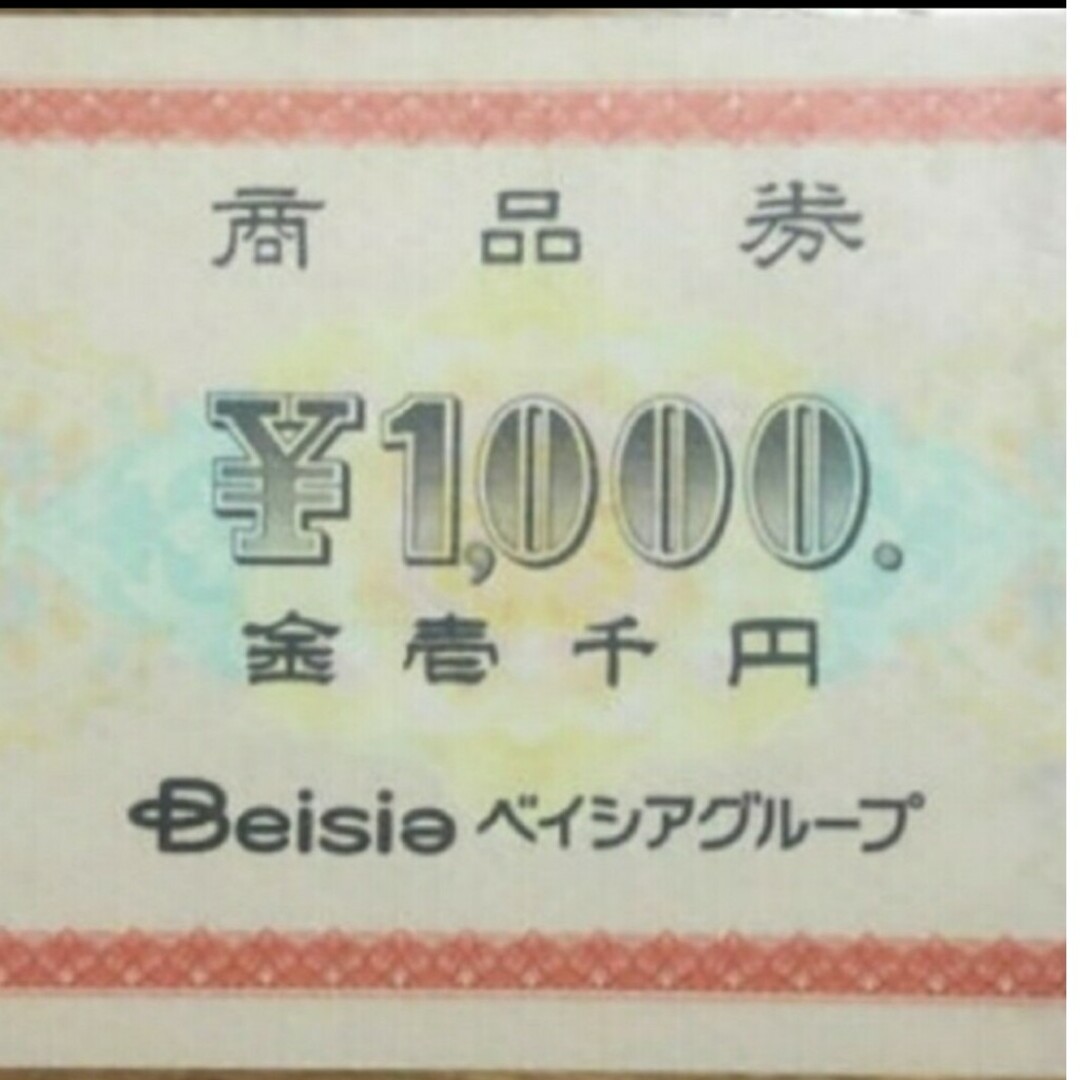 商品券
¥1,000.
金壱千円
Beisia ベイシアグループ